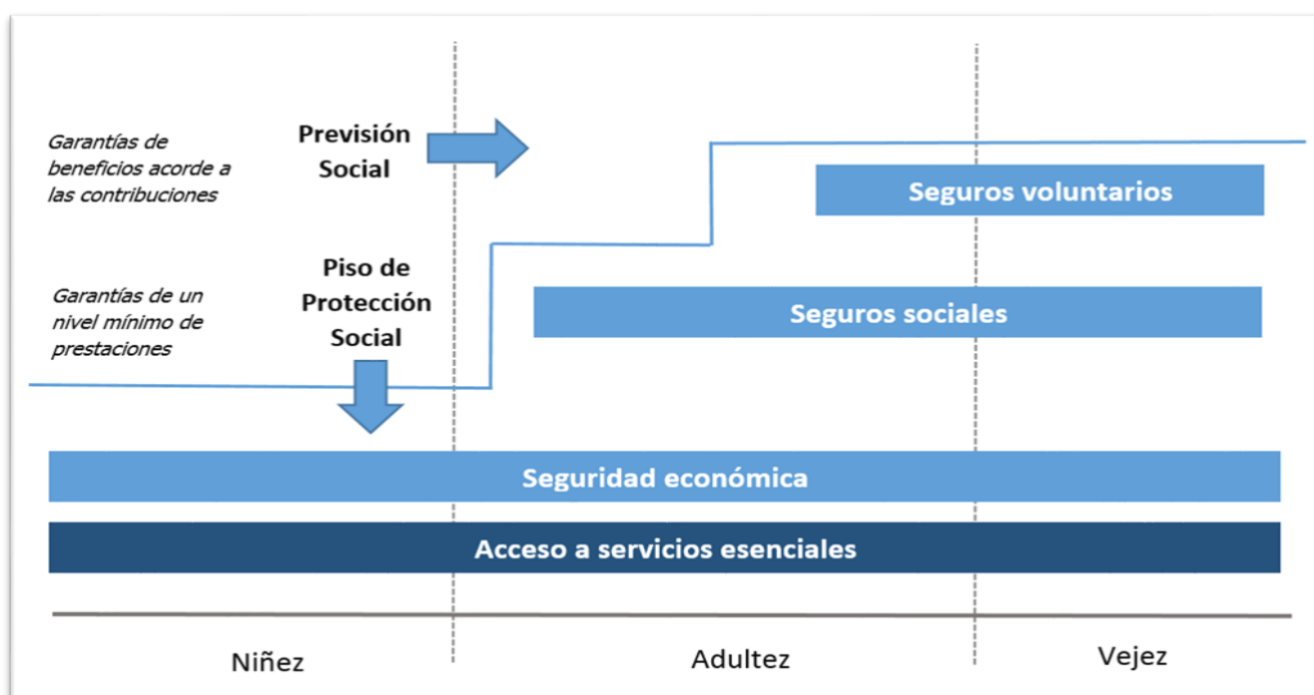 Garantías de
beneficios acorde a
las contribuciones
Previsión
Social
Seguros voluntarios
Garantías de un
nivel mínimo de
prestaciones
Piso de
Protección
Social
Seguros sociales
Seguridad económica
Acceso a servicios esenciales
Niñez
Adultez
Vejez